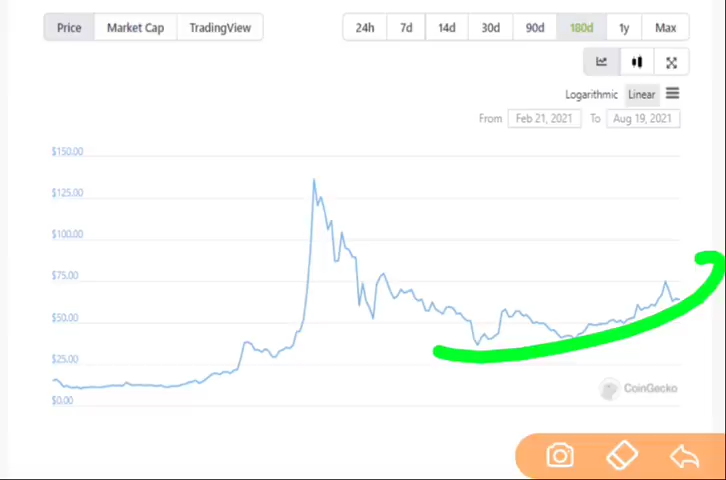 Price Market Cap TradingView 24h 7d 14d 30d 90d 180d 1y Max
Logarithmic Linear
From Feb 21, 2021 To Aug 19, 2021
$150.00
$125.00
$100.00
$75.00
$50.00
$25.00
CoinGecko
$0.00